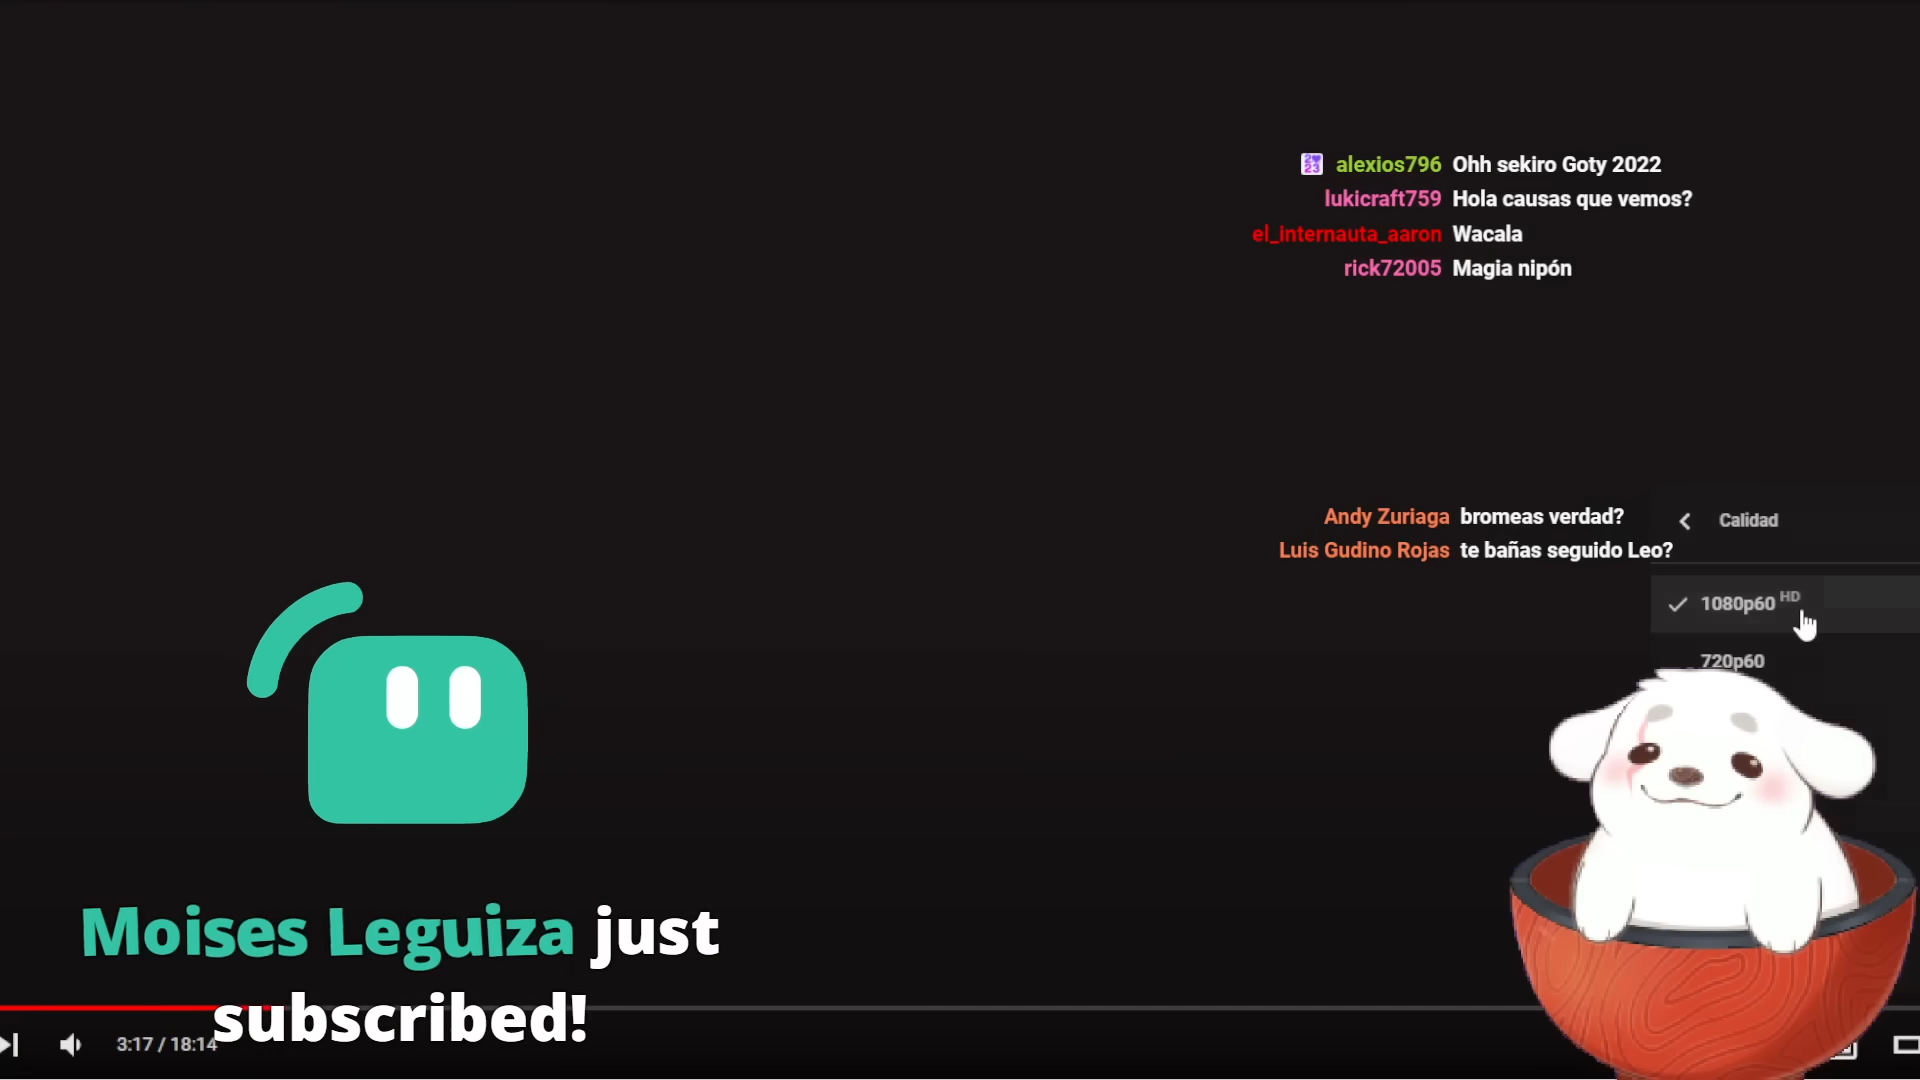 2 23 alexios796 Ohh sekiro Goty 2022
lukicraft759 Hola causas que vemos?
el_internauta_aaron Wacala
rick72005 Magia nipón
Andy Zuriaga bromeas verdad?
Luis Gudino Rojas te bañas seguido Leo?
Calidad
1080p60 HD
720p60
Moises Leguiza just
subscribed!
3:17 / 18:14